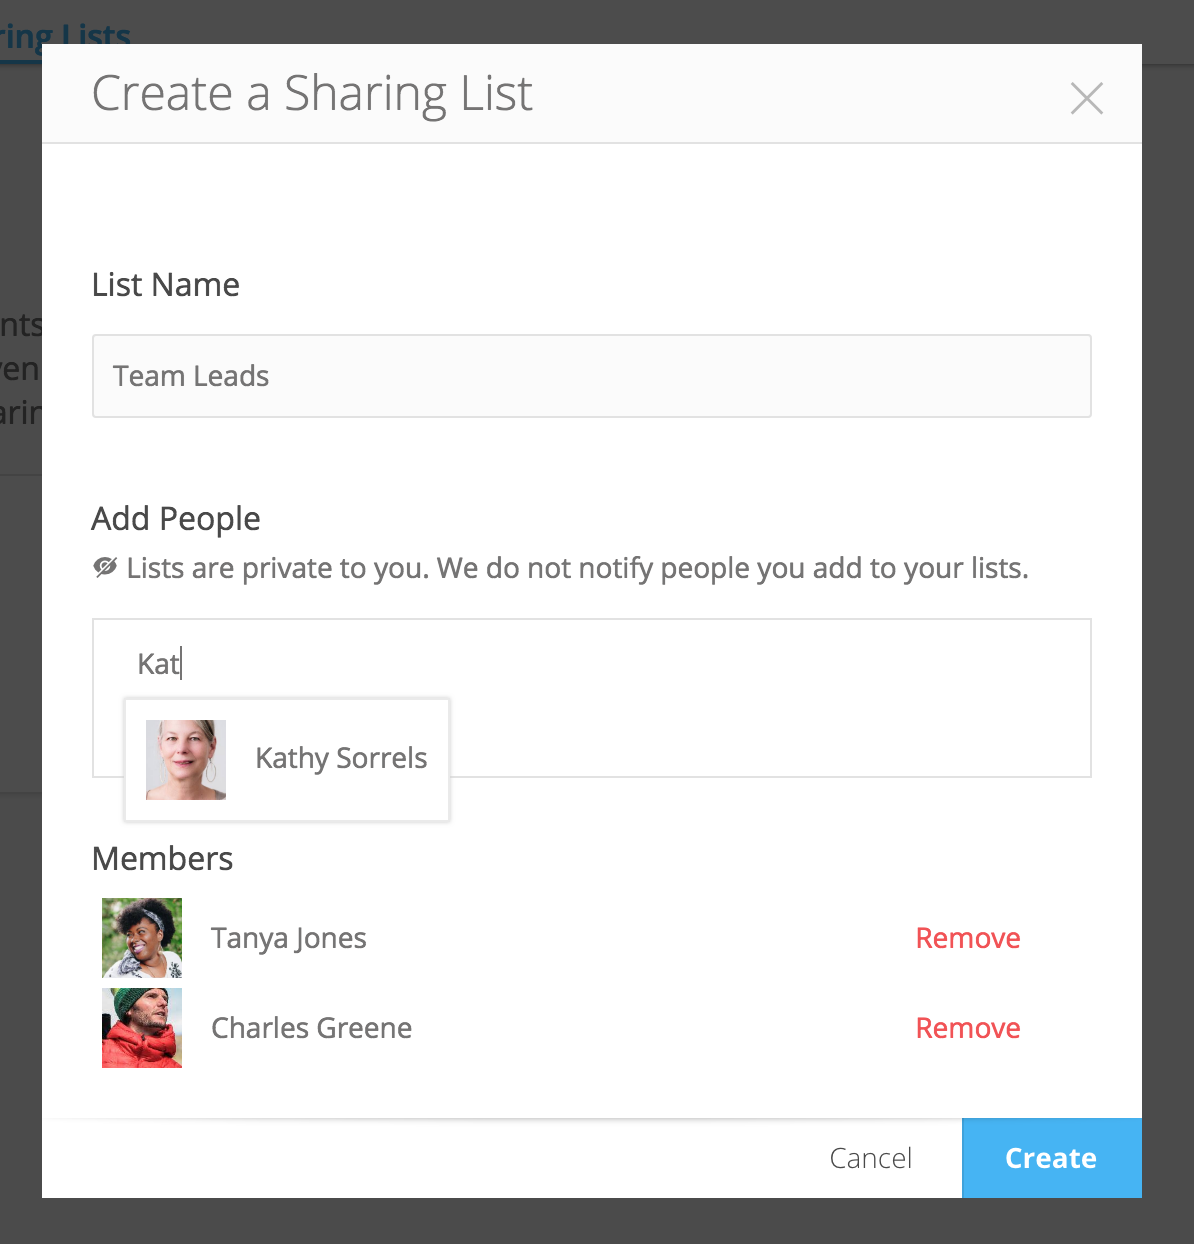 ring Lists
Create a Sharing List
List Name
nts
ven
arin
Team Leads
Add People
Lists are private to you. We do not notify people you add to your lists.
Kat
Kathy Sorrels
Members
Tanya Jones
Remove
Charles Greene
Remove
Cancel
Create